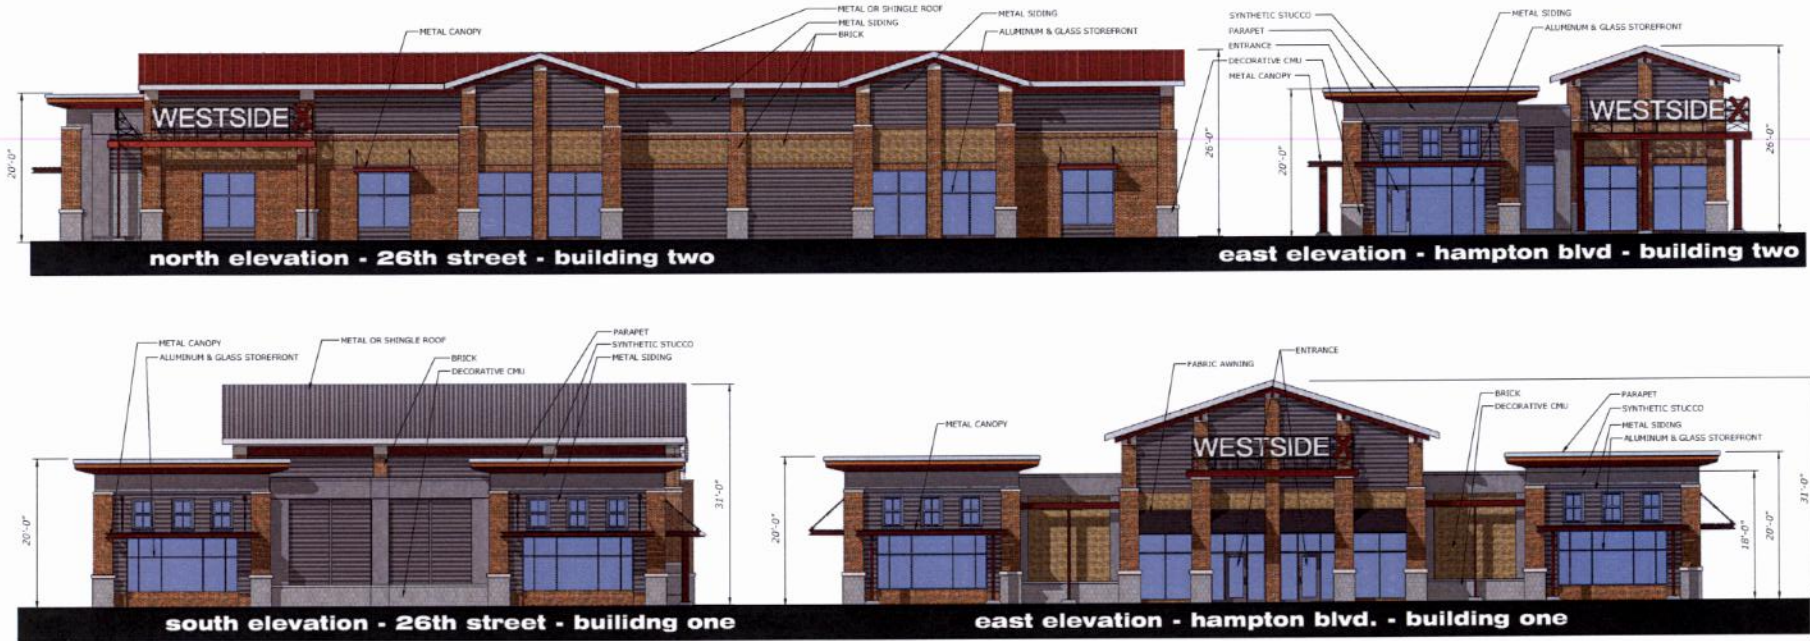 METAL OR SHINGLE ROOF
METAL SIDING
BRICK
METAL CANOPY
METAL SIDING
ALUMINUM & GLASS STOREFRONT
WESTSIDE X
20'-0"
26'-0"
north elevation - 26th street - building two
SYNTHETIC STUCCO
PARAPET
ENTRANCE
DECORATIVE CMU
METAL CANOPY
METAL SIDING
ALUMINUM & GLASS STOREFRONT
WESTSIDE X
20'-0"
26'-0"
east elevation - hampton blvd - building two
METAL CANOPY
ALUMINUM & GLASS STOREFRONT
METAL OR SHINGLE ROOF
BRICK
DECORATIVE CMU
PARAPET
SYNTHETIC STUCCO
METAL SIDING
20'-0"
31'-0"
south elevation - 26th street - builidng one
METAL CANOPY
FABRIC AWNING
ENTRANCE
BRICK
DECORATIVE CMU
PARAPET
SYNTHETIC STUCCO
METAL SIDING
ALUMINUM & GLASS STOREFRONT
WESTSIDE X
20'-0"
18'-0"
20'-0"
31'-0"
east elevation - hampton blvd. - building one